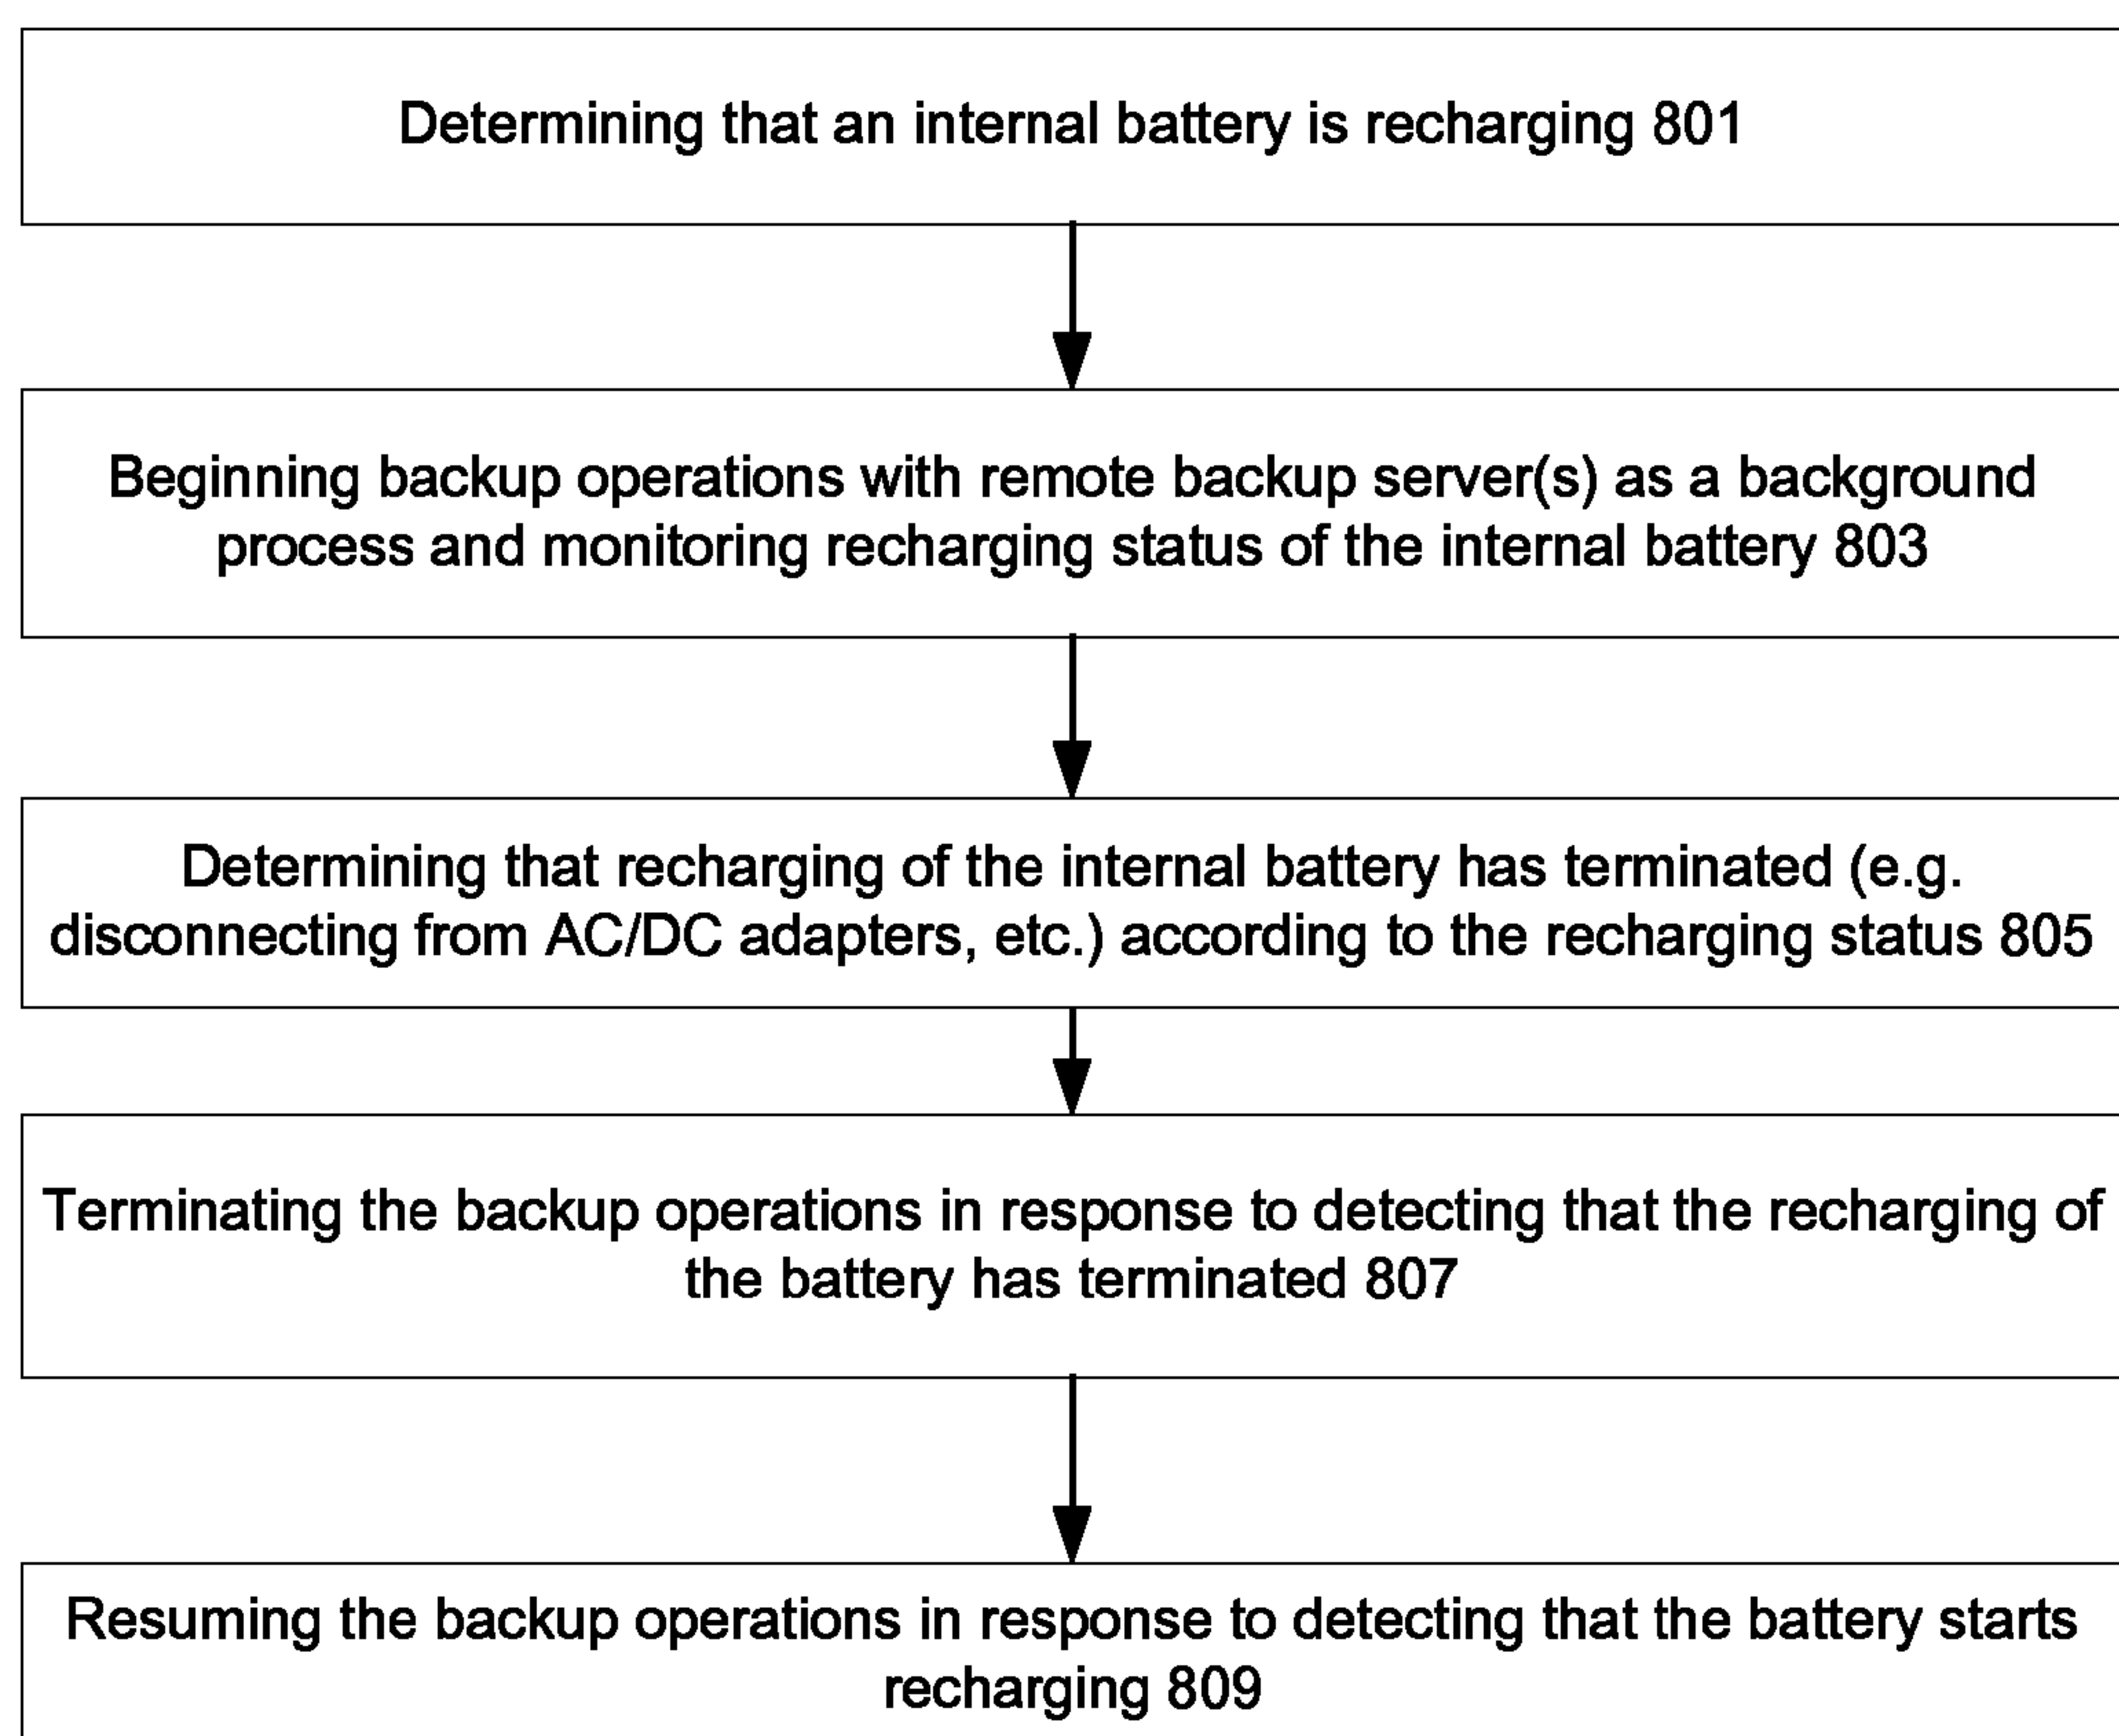 Determining that an internal battery is recharging 801
Beginning backup operations with remote backup server(s) as a background
process and monitoring recharging status of the internal battery 803
Determining that recharging of the internal battery has terminated (e.g.
disconnecting from AC/DC adapters, etc.) according to the recharging status 805
Terminating the backup operations in response to detecting that the recharging of
the battery has terminated 807
Resuming the backup operations in response to detecting that the battery starts
recharging 809